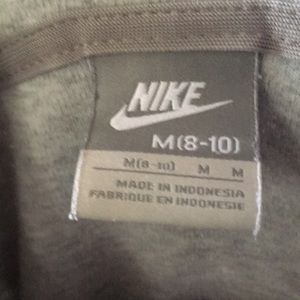 NIKE
M(8-10)
M(8-10) M M
MADE IN INDONESIA
FABRIQUE EN INDONESIE